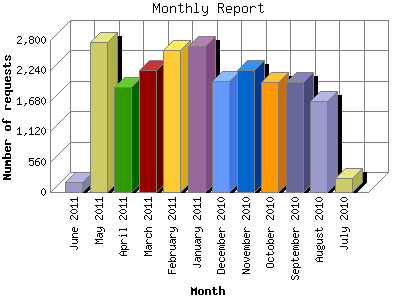 Monthly Report
Number of requests
2,800
2,240
1,680
1,120
560
0
June 2011
May 2011
April 2011
March 2011
February 2011
January 2011
December 2010
November 2010
October 2010
September 2010
August 2010
July 2010
Month